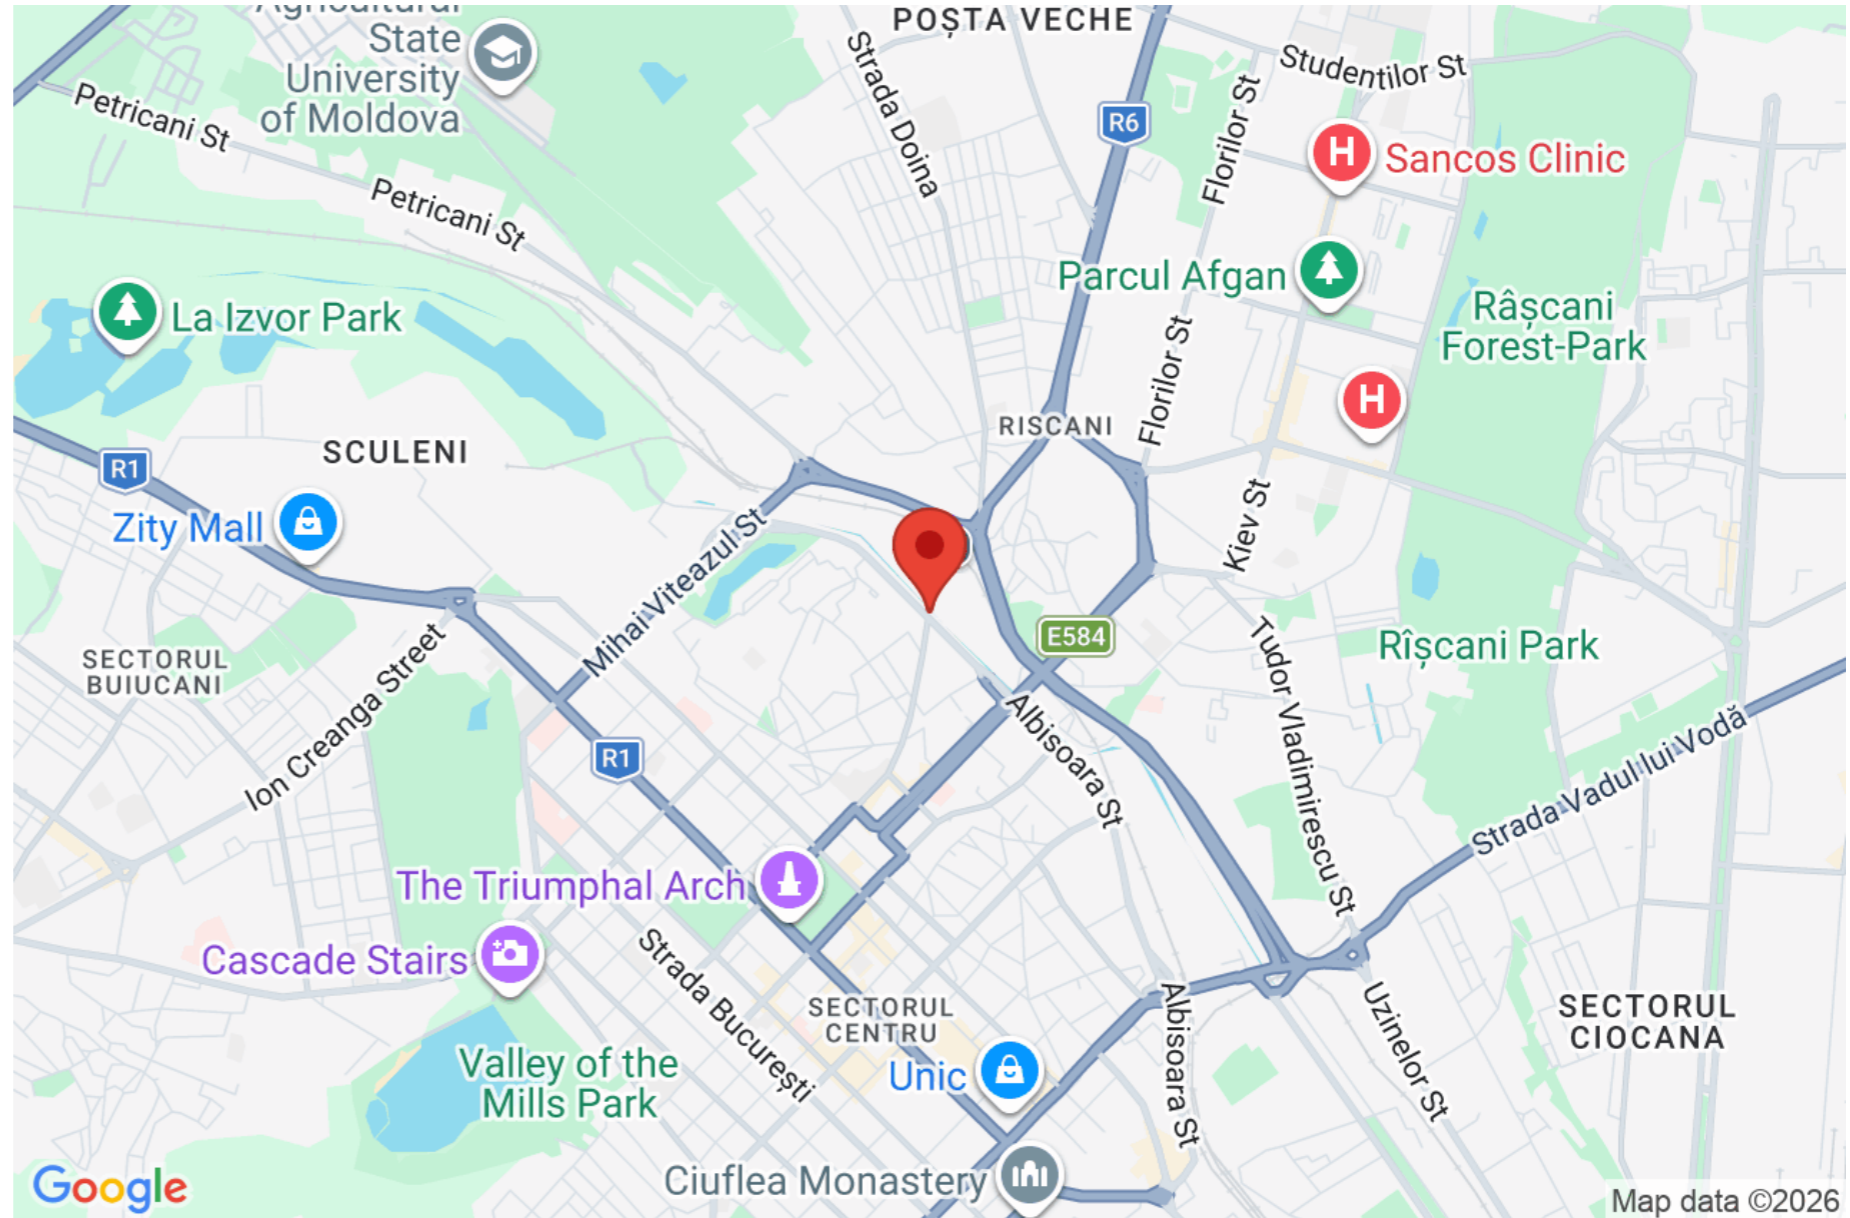 Agricultural
State
University
of Moldova
POȘTA VECHE
Strada Doina
Studentilor St
Petricani St
R6
Florilor St
H
Sancos Clinic
Petricani St
Parcul Afgan
La Izvor Park
Râșcani
Forest-Park
Florilor St
H
RISCANI
SCULENI
R1
Zity Mall
Mihai Viteazul St
Kiev St
E584
Rîșcani Park
SECTORUL
BUIUCANI
Ion Creanga Street
Tudor Vladimirescu St
Albisoara St
R1
Strada Vadul lui Vodă
The Triumphal Arch
Cascade Stairs
Strada București
SECTORUL
CENTRU
Albisoara St
Uzinelor St
SECTORUL
CIOCANA
Valley of the
Mills Park
Unic
Ciuflea Monastery
Google
Map data ©2026